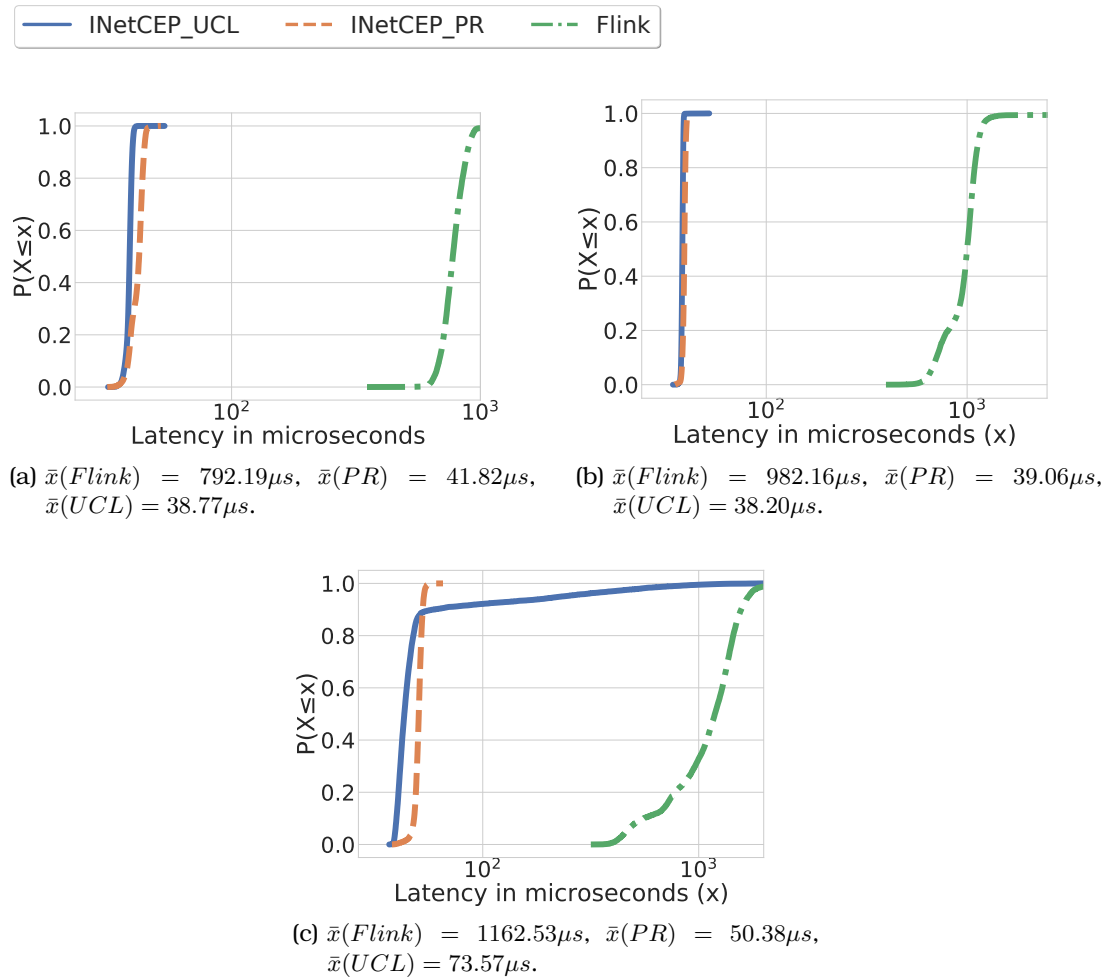 INetCEP_UCL INetCEP_PR Flink
1.0
0.8
0.6
0.4
0.2
0.0
P(X≤x)
10² 10³
Latency in microseconds
(a) x̄(Flink) = 792.19μs, x̄(PR) = 41.82μs,
x̄(UCL) = 38.77μs.
1.0
0.8
0.6
0.4
0.2
0.0
P(X≤x)
10² 10³
Latency in microseconds (x)
(b) x̄(Flink) = 982.16μs, x̄(PR) = 39.06μs,
x̄(UCL) = 38.20μs.
1.0
0.8
0.6
0.4
0.2
0.0
P(X≤x)
10² 10³
Latency in microseconds (x)
(c) x̄(Flink) = 1162.53μs, x̄(PR) = 50.38μs,
x̄(UCL) = 73.57μs.